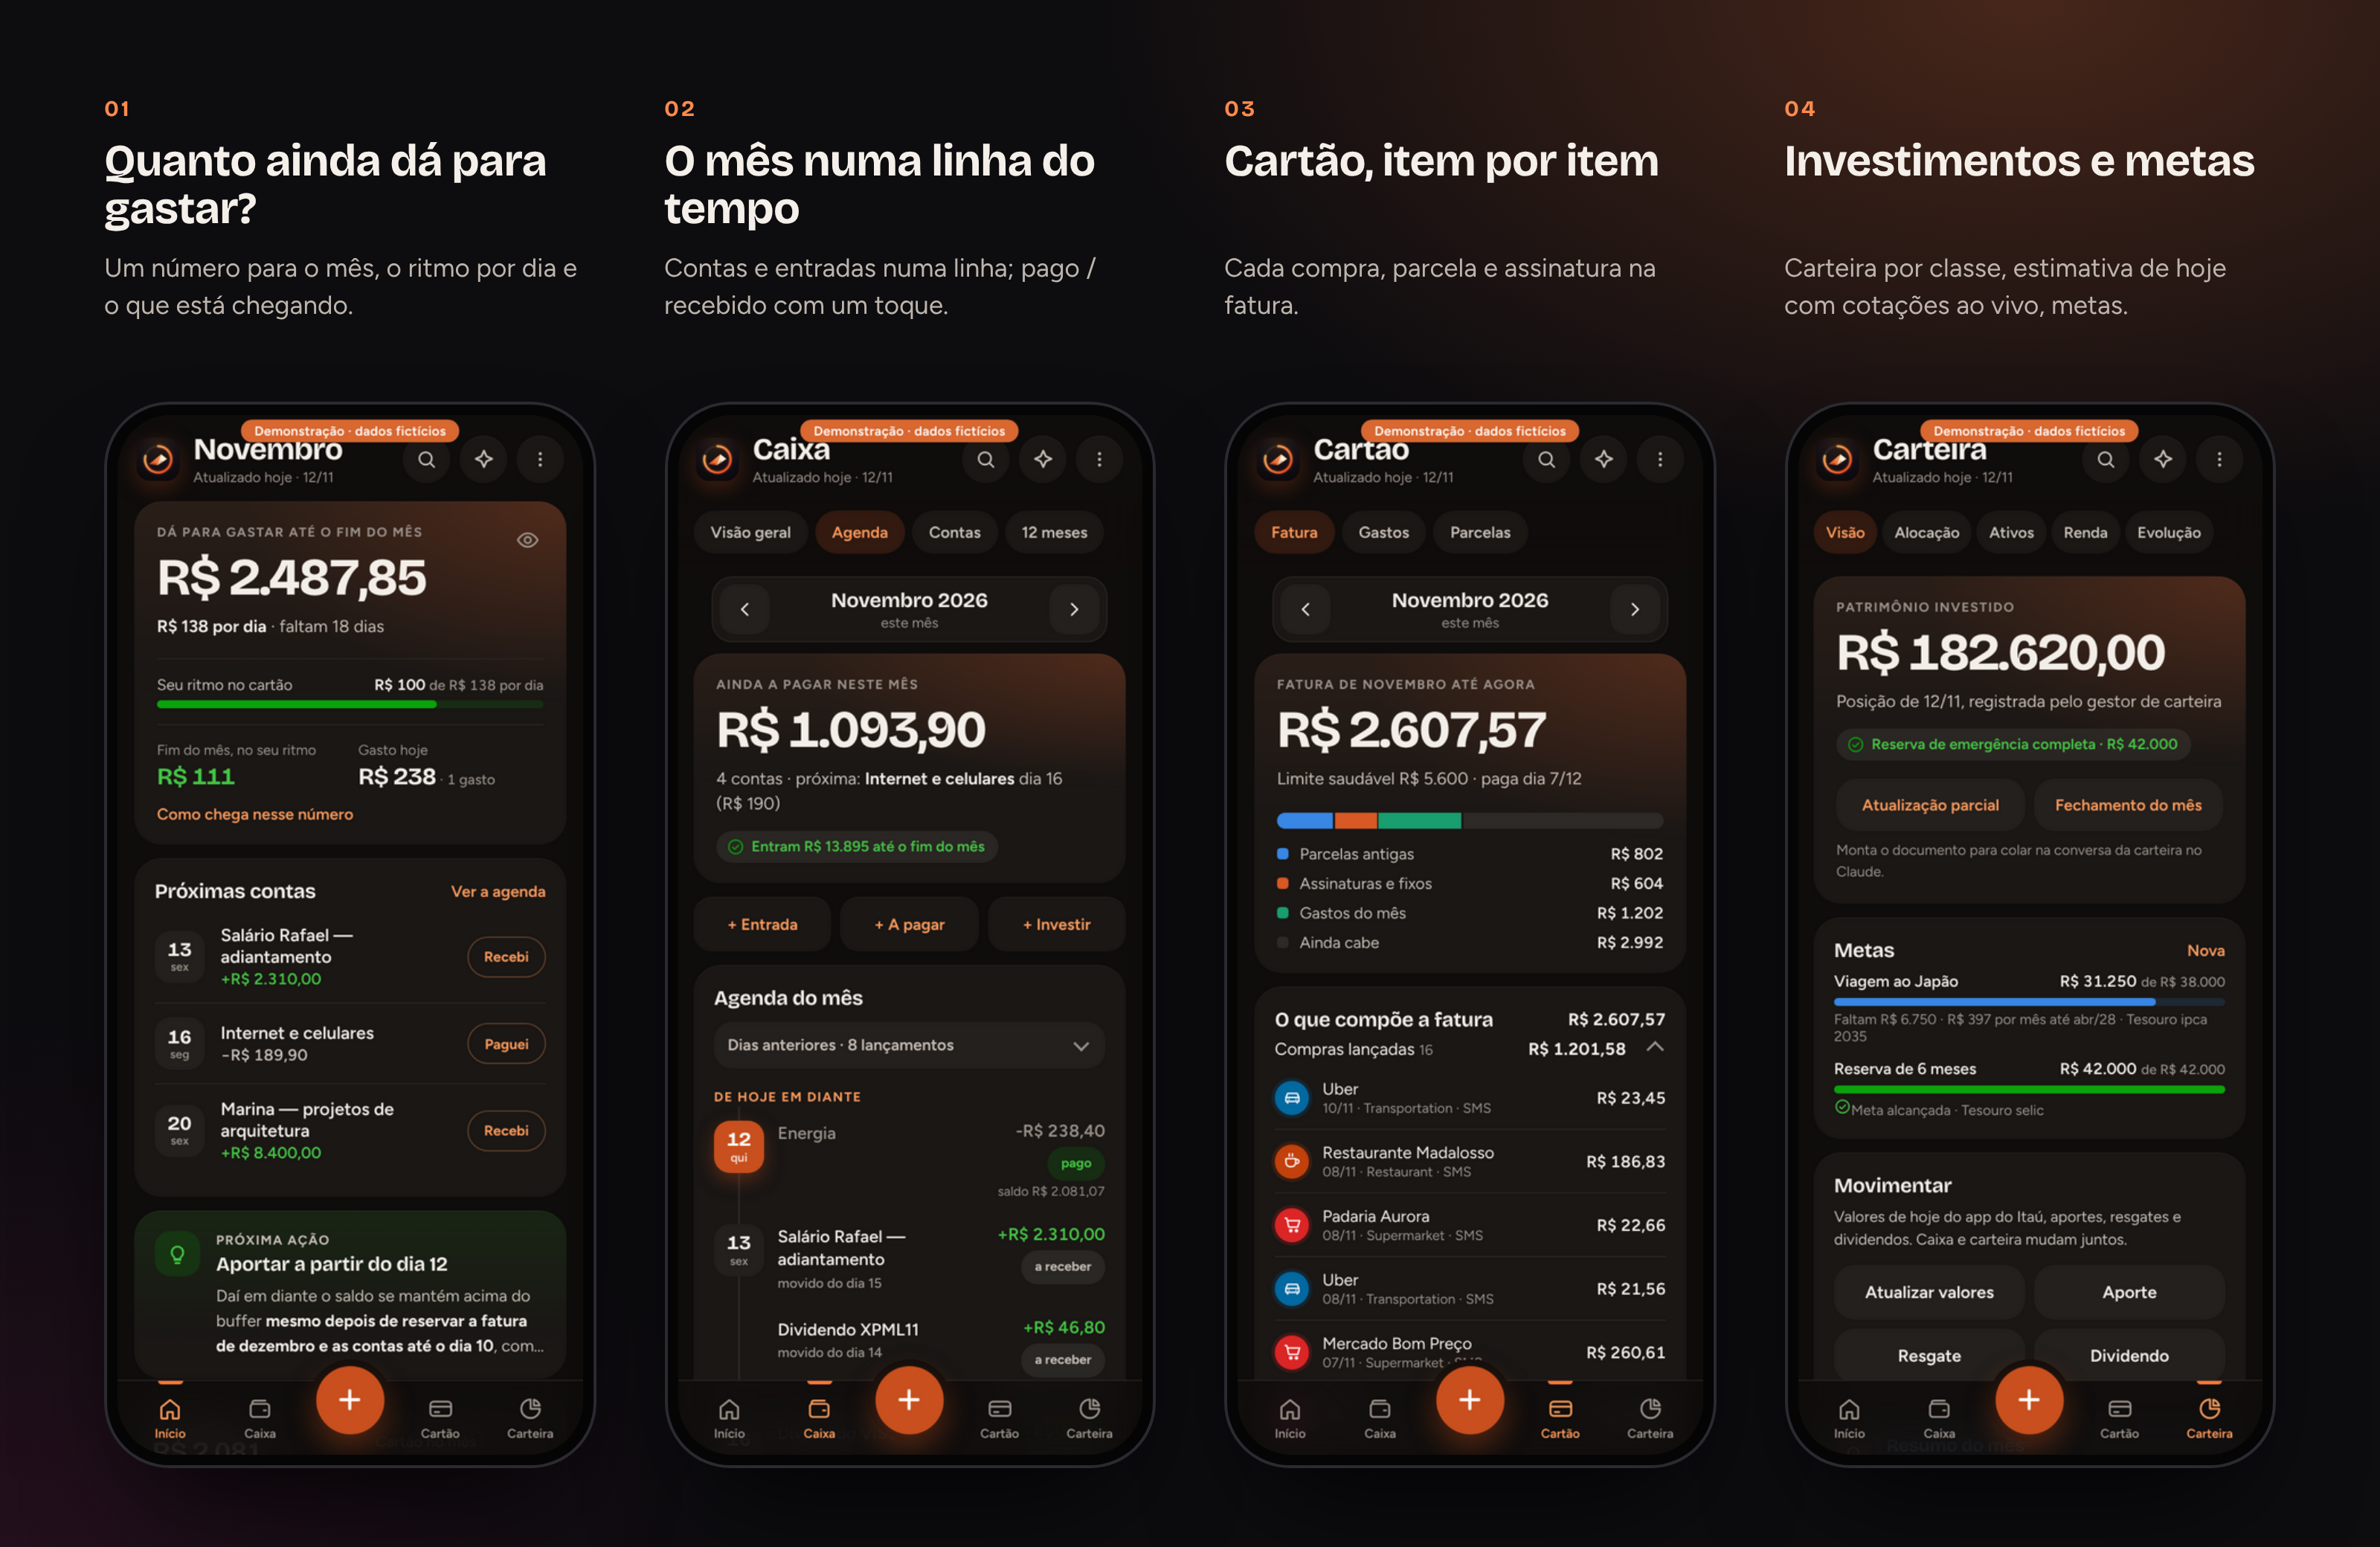 01
Quanto ainda dá para
gastar?
Um número para o mês, o ritmo por dia e
o que está chegando.
02
O mês numa linha do
tempo
Contas e entradas numa linha; pago /
recebido com um toque.
03
Cartão, item por item
Cada compra, parcela e assinatura na
fatura.
04
Investimentos e metas
Carteira por classe, estimativa de hoje
com cotações ao vivo, metas.
Demonstração · dados fictícios
Novembro
Atualizado hoje · 12/11
DÁ PARA GASTAR ATÉ O FIM DO MÊS
R$ 2.487,85
R$ 138 por dia · faltam 18 dias
Seu ritmo no cartão R$ 100 de R$ 138 por dia
Fim do mês, no seu ritmo Gasto hoje
R$ 111 R$ 238 · 1 gasto
Como chega nesse número
Próximas contas Ver a agenda
13 sex
Salário Rafael —
adiantamento
+R$ 2.310,00
Recebi
16 seg
Internet e celulares
-R$ 189,90
Paguei
20 sex
Marina — projetos de
arquitetura
+R$ 8.400,00
Recebi
PRÓXIMA AÇÃO
Aportar a partir do dia 12
Daí em diante o saldo se mantém acima do
buffer mesmo depois de reservar a fatura
de dezembro e as contas até o dia 10, com...
Início Caixa + Cartão Carteira
R$ 2.081
Demonstração · dados fictícios
Caixa
Atualizado hoje · 12/11
Visão geral Agenda Contas 12 meses
Novembro 2026
este mês
AINDA A PAGAR NESTE MÊS
R$ 1.093,90
4 contas · próxima: Internet e celulares dia 16
(R$ 190)
Entram R$ 13.895 até o fim do mês
+ Entrada + A pagar + Investir
Agenda do mês
Dias anteriores · 8 lançamentos
DE HOJE EM DIANTE
12 qui
Energia -R$ 238,40
pago
saldo R$ 2.081,07
13 sex
Salário Rafael — +R$ 2.310,00
adiantamento a receber
movido do dia 15
Dividendo XPML11 +R$ 46,80
movido do dia 14 a receber
Início Caixa + Cartão Carteira
Demonstração · dados fictícios
Cartão
Atualizado hoje · 12/11
Fatura Gastos Parcelas
Novembro 2026
este mês
FATURA DE NOVEMBRO ATÉ AGORA
R$ 2.607,57
Limite saudável R$ 5.600 · paga dia 7/12
Parcelas antigas R$ 802
Assinaturas e fixos R$ 604
Gastos do mês R$ 1.202
Ainda cabe R$ 2.992
O que compõe a fatura R$ 2.607,57
Compras lançadas 16 R$ 1.201,58
Uber R$ 23,45
10/11 · Transportation · SMS
Restaurante Madalosso R$ 186,83
08/11 · Restaurant · SMS
Padaria Aurora R$ 22,66
08/11 · Supermarket · SMS
Uber R$ 21,56
08/11 · Transportation · SMS
Mercado Bom Preço R$ 260,61
07/11 · Supermarket · SMS
Início Caixa + Cartão Carteira
Demonstração · dados fictícios
Carteira
Atualizado hoje · 12/11
Visão Alocação Ativos Renda Evolução
PATRIMÔNIO INVESTIDO
R$ 182.620,00
Posição de 12/11, registrada pelo gestor de carteira
Reserva de emergência completa · R$ 42.000
Atualização parcial Fechamento do mês
Monta o documento para colar na conversa da carteira no
Claude.
Metas Nova
Viagem ao Japão R$ 31.250 de R$ 38.000
Faltam R$ 6.750 · R$ 397 por mês até abr/28 · Tesouro ipca
2035
Reserva de 6 meses R$ 42.000 de R$ 42.000
Meta alcançada · Tesouro selic
Movimentar
Valores de hoje do app do Itaú, aportes, resgates e
dividendos. Caixa e carteira mudam juntos.
Atualizar valores Aporte
Resgate Dividendo
Início Caixa + Cartão Carteira
Resumo do mês